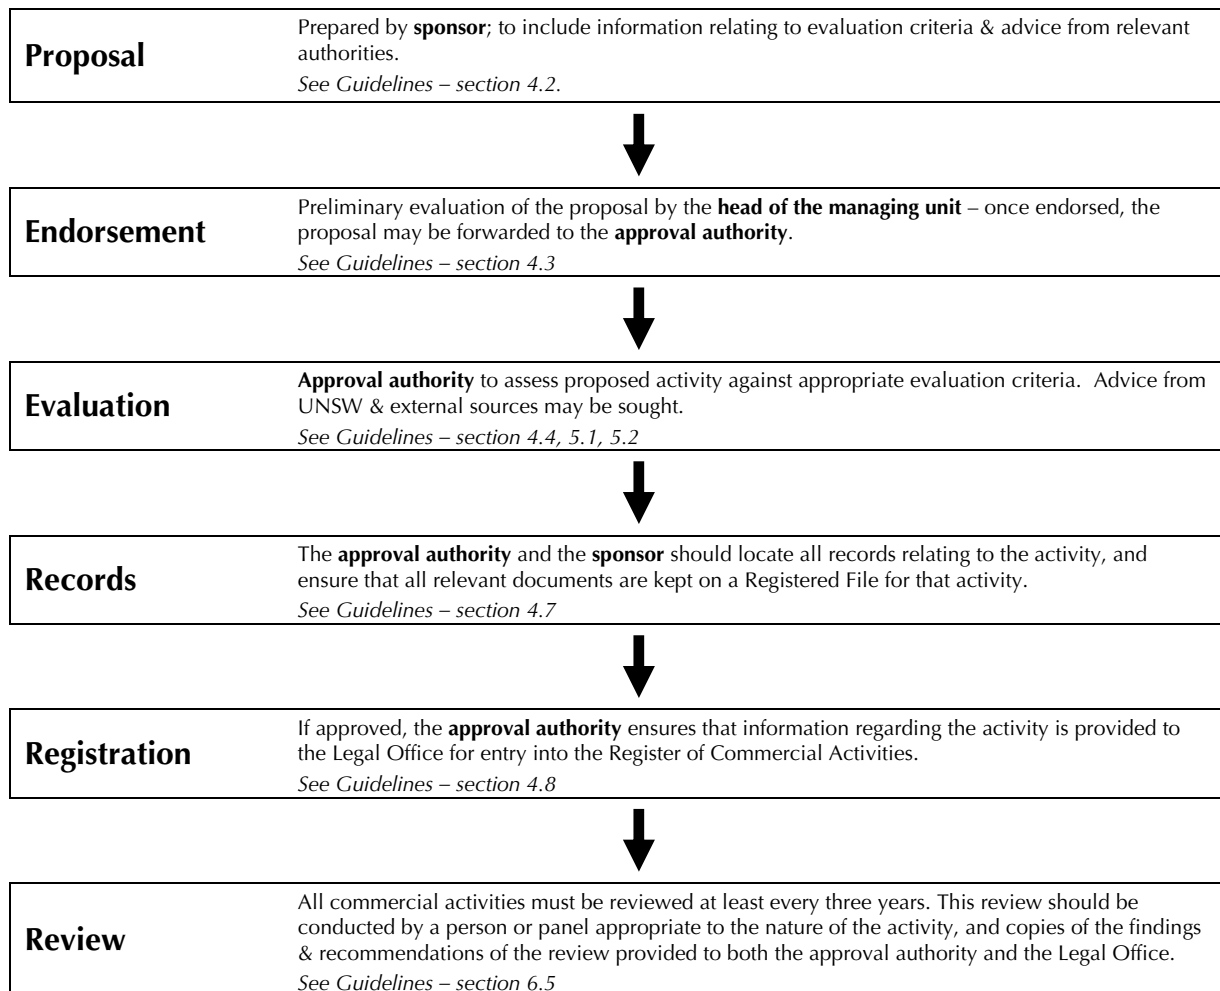 Proposal
Prepared by sponsor; to include information relating to evaluation criteria & advice from relevant
authorities.
See Guidelines – section 4.2.
Endorsement
Preliminary evaluation of the proposal by the head of the managing unit – once endorsed, the
proposal may be forwarded to the approval authority.
See Guidelines – section 4.3
Evaluation
Approval authority to assess proposed activity against appropriate evaluation criteria.  Advice from
UNSW & external sources may be sought.
See Guidelines – section 4.4, 5.1, 5.2
Records
The approval authority and the sponsor should locate all records relating to the activity, and
ensure that all relevant documents are kept on a Registered File for that activity.
See Guidelines – section 4.7
Registration
If approved, the approval authority ensures that information regarding the activity is provided to
the Legal Office for entry into the Register of Commercial Activities.
See Guidelines – section 4.8
Review
All commercial activities must be reviewed at least every three years. This review should be
conducted by a person or panel appropriate to the nature of the activity, and copies of the findings
& recommendations of the review provided to both the approval authority and the Legal Office.
See Guidelines – section 6.5